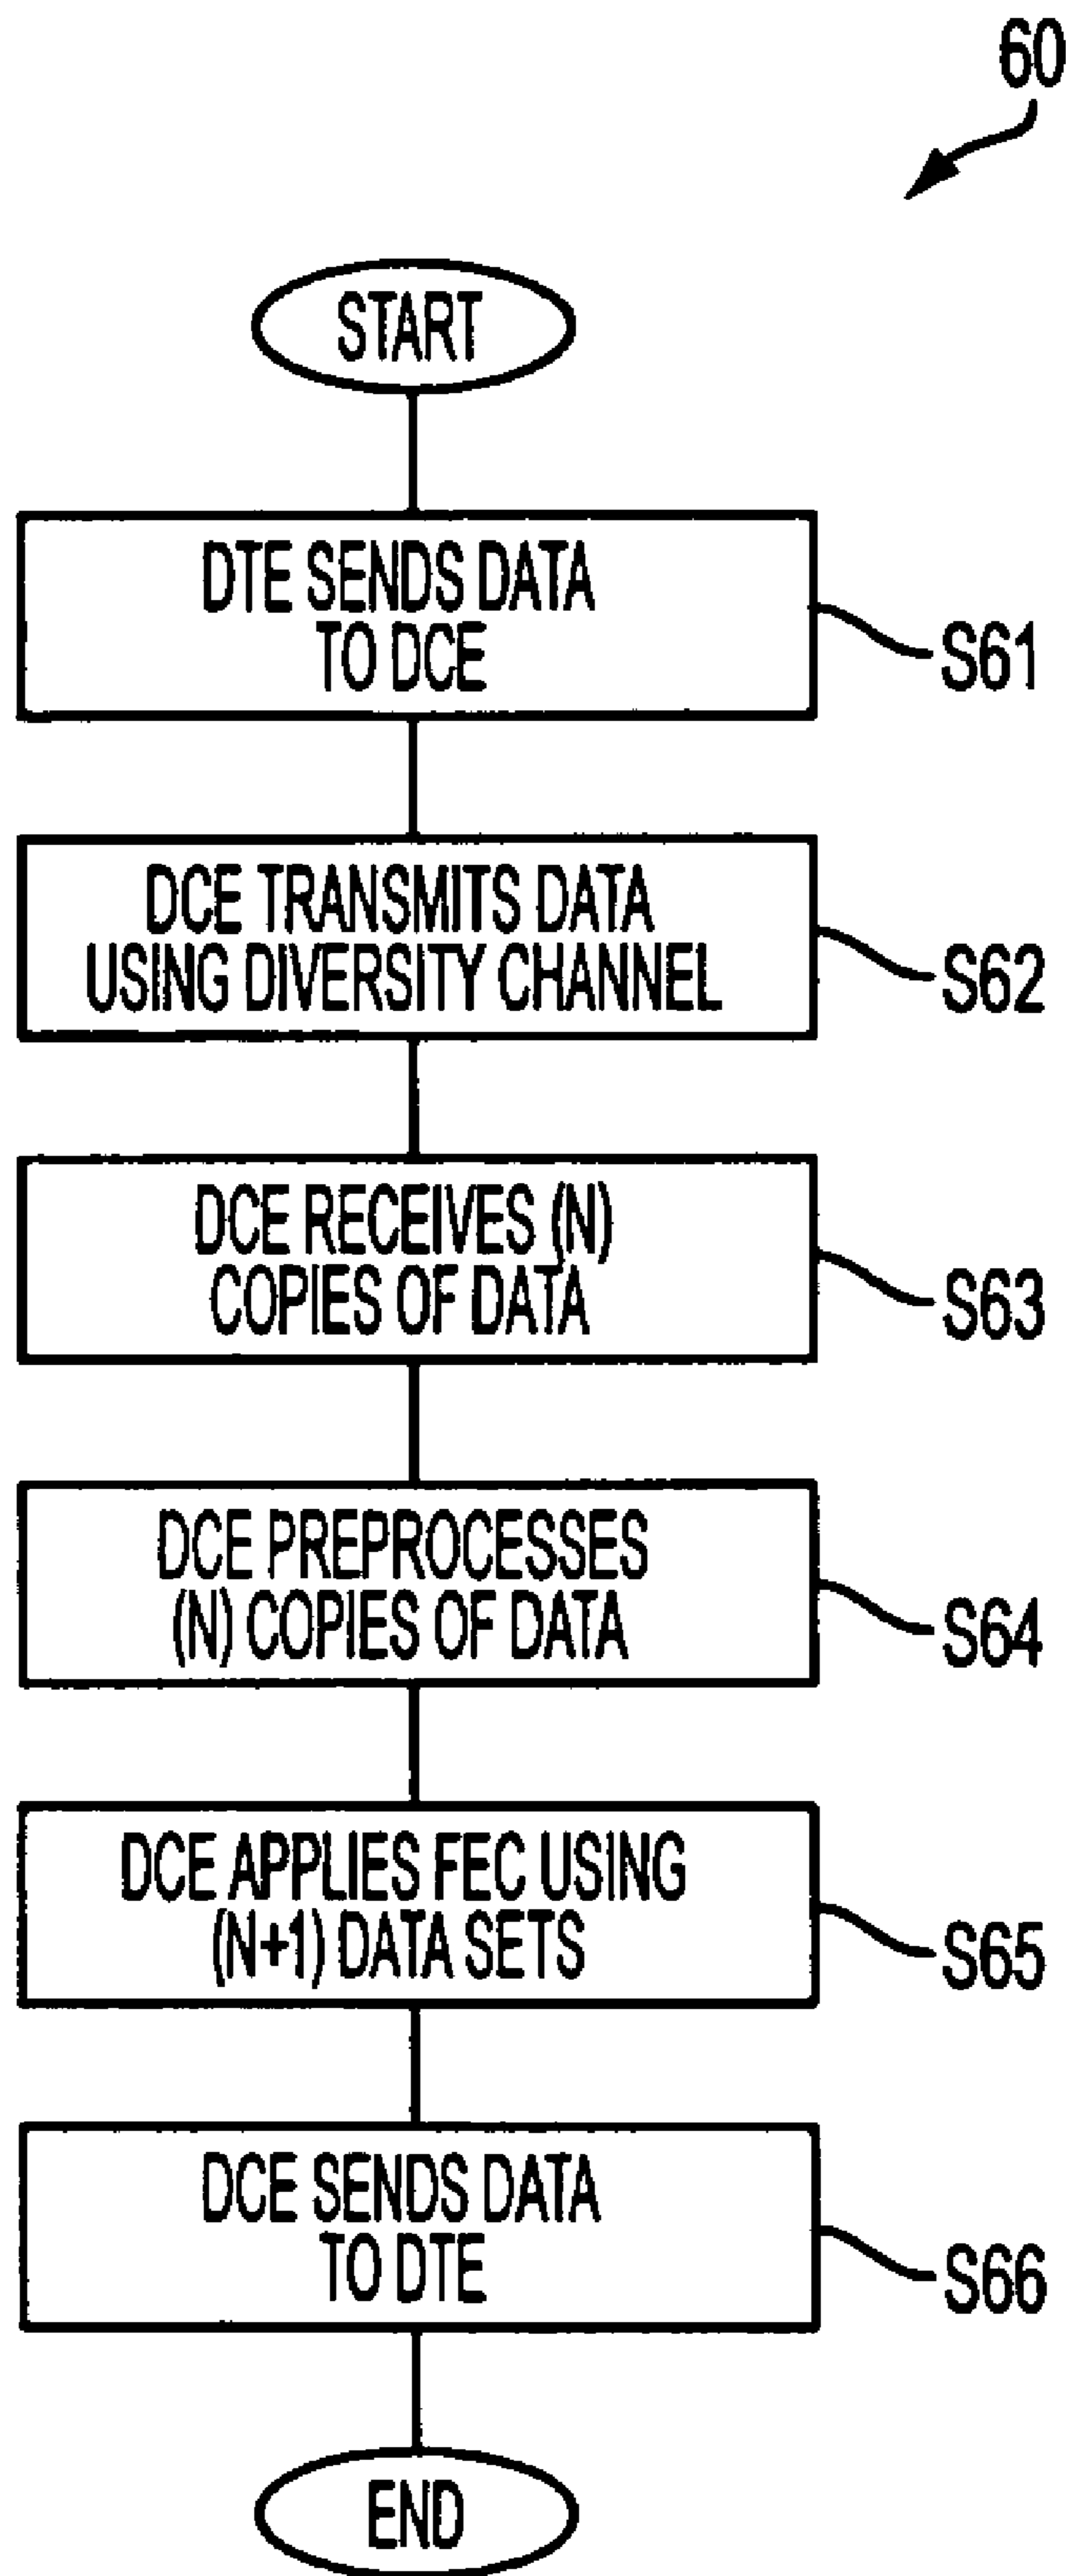 60
START
DTE SENDS DATA
TO DCE
S61
DCE TRANSMITS DATA
USING DIVERSITY CHANNEL
S62
DCE RECEIVES (N)
COPIES OF DATA
S63
DCE PREPROCESSES
(N) COPIES OF DATA
S64
DCE APPLIES FEC USING
(N+1) DATA SETS
S65
DCE SENDS DATA
TO DTE
S66
END